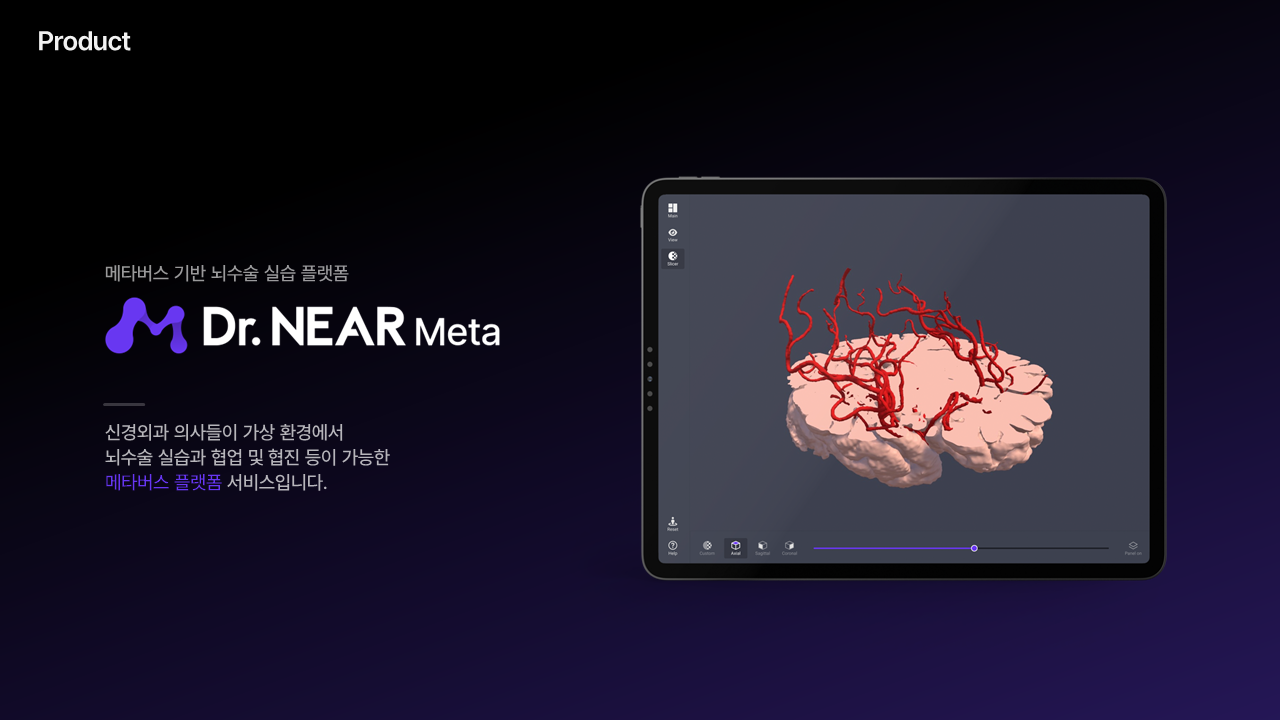 Product
메타버스 기반 뇌수술 실습 플랫폼
Dr. NEAR Meta
신경외과 의사들이 가상 환경에서
뇌수술 실습과 협업 및 협진 등이 가능한
메타버스 플랫폼 서비스입니다.
Main
View
Slicer
Reset
Help
Custom
Axial
Sagittal
Coronal
Panel on